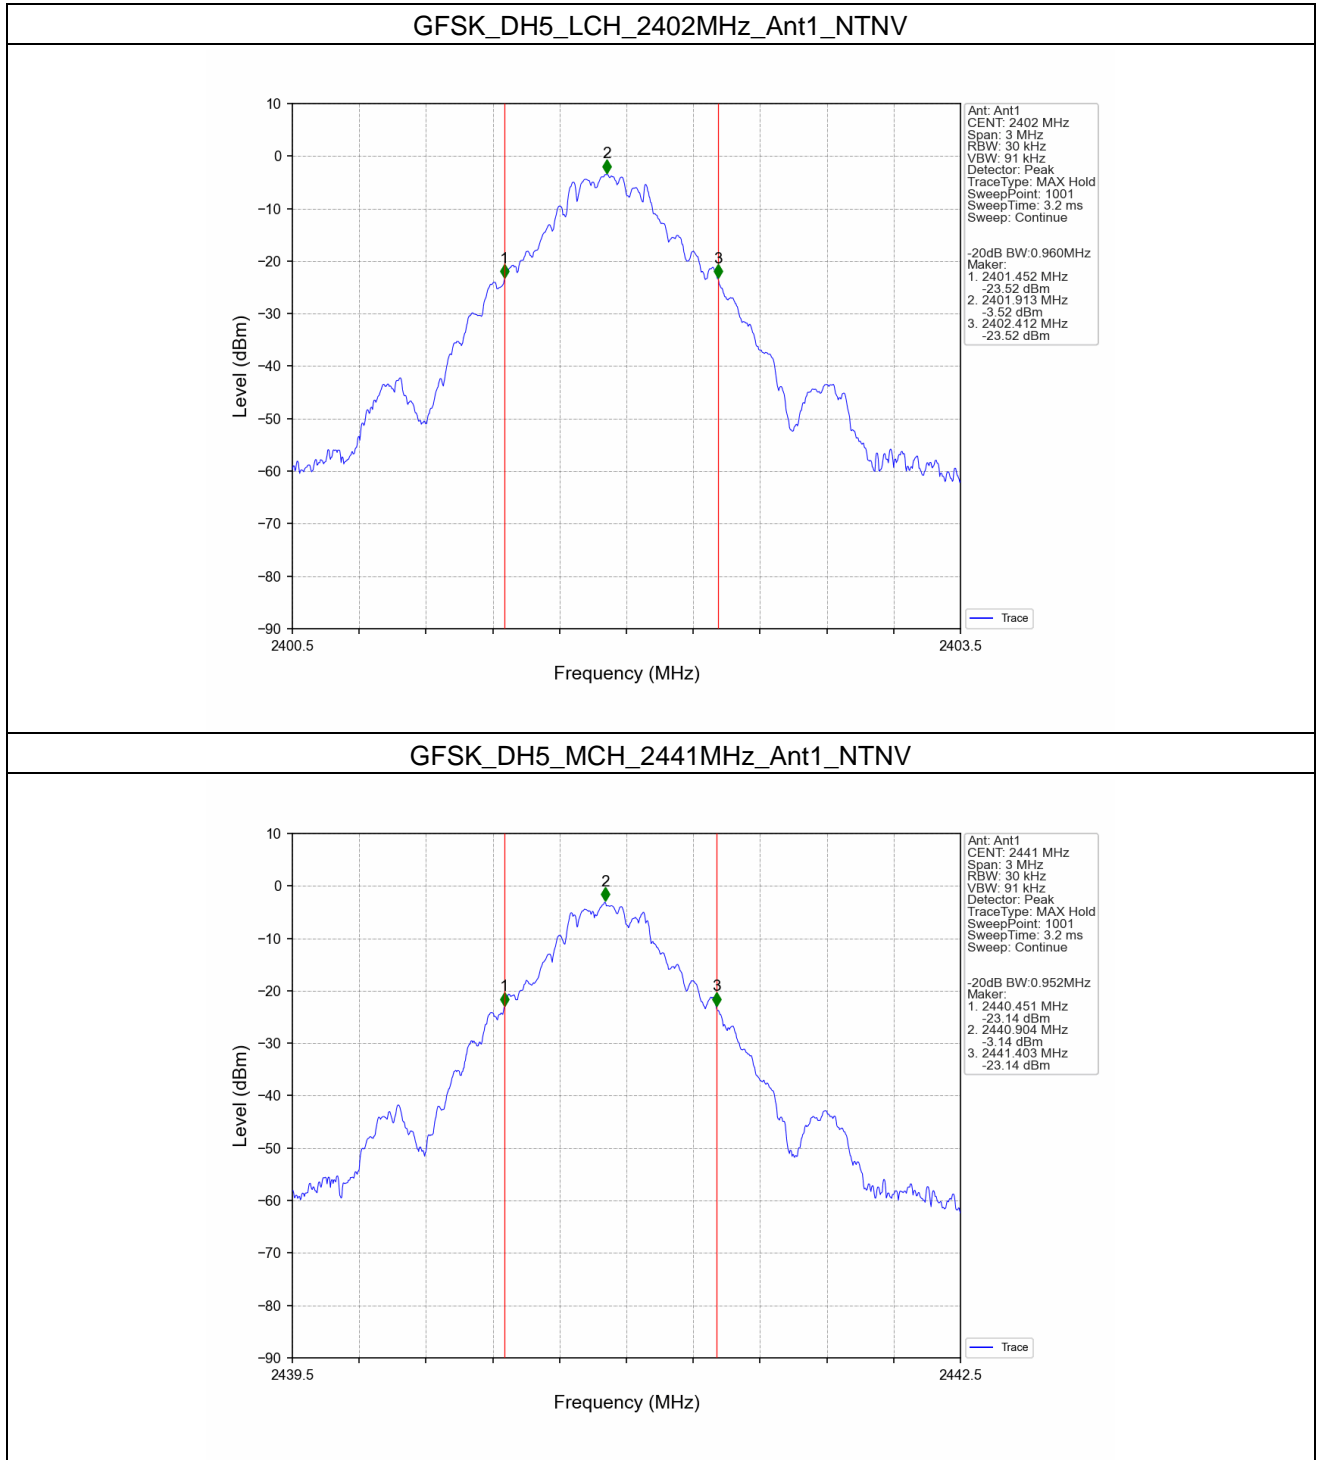 GFSK_DH5_LCH_2402MHz_Ant1_NTNV
10
0
−10
−20
−30
−40
−50
−60
−70
−80
−90
Level (dBm)
1
2
3
2400.5
2403.5
Frequency (MHz)
Ant: Ant1
CENT: 2402 MHz
Span: 3 MHz
RBW: 30 kHz
VBW: 91 kHz
Detector: Peak
TraceType: MAX Hold
SweepPoint: 1001
SweepTime: 3.2 ms
Sweep: Continue
-20dB BW:0.960MHz
Maker:
1. 2401.452 MHz
-23.52 dBm
2. 2401.913 MHz
-3.52 dBm
3. 2402.412 MHz
-23.52 dBm
Trace
GFSK_DH5_MCH_2441MHz_Ant1_NTNV
10
0
−10
−20
−30
−40
−50
−60
−70
−80
−90
Level (dBm)
1
2
3
2439.5
2442.5
Frequency (MHz)
Ant: Ant1
CENT: 2441 MHz
Span: 3 MHz
RBW: 30 kHz
VBW: 91 kHz
Detector: Peak
TraceType: MAX Hold
SweepPoint: 1001
SweepTime: 3.2 ms
Sweep: Continue
-20dB BW:0.952MHz
Maker:
1. 2440.451 MHz
-23.14 dBm
2. 2440.904 MHz
-3.14 dBm
3. 2441.403 MHz
-23.14 dBm
Trace